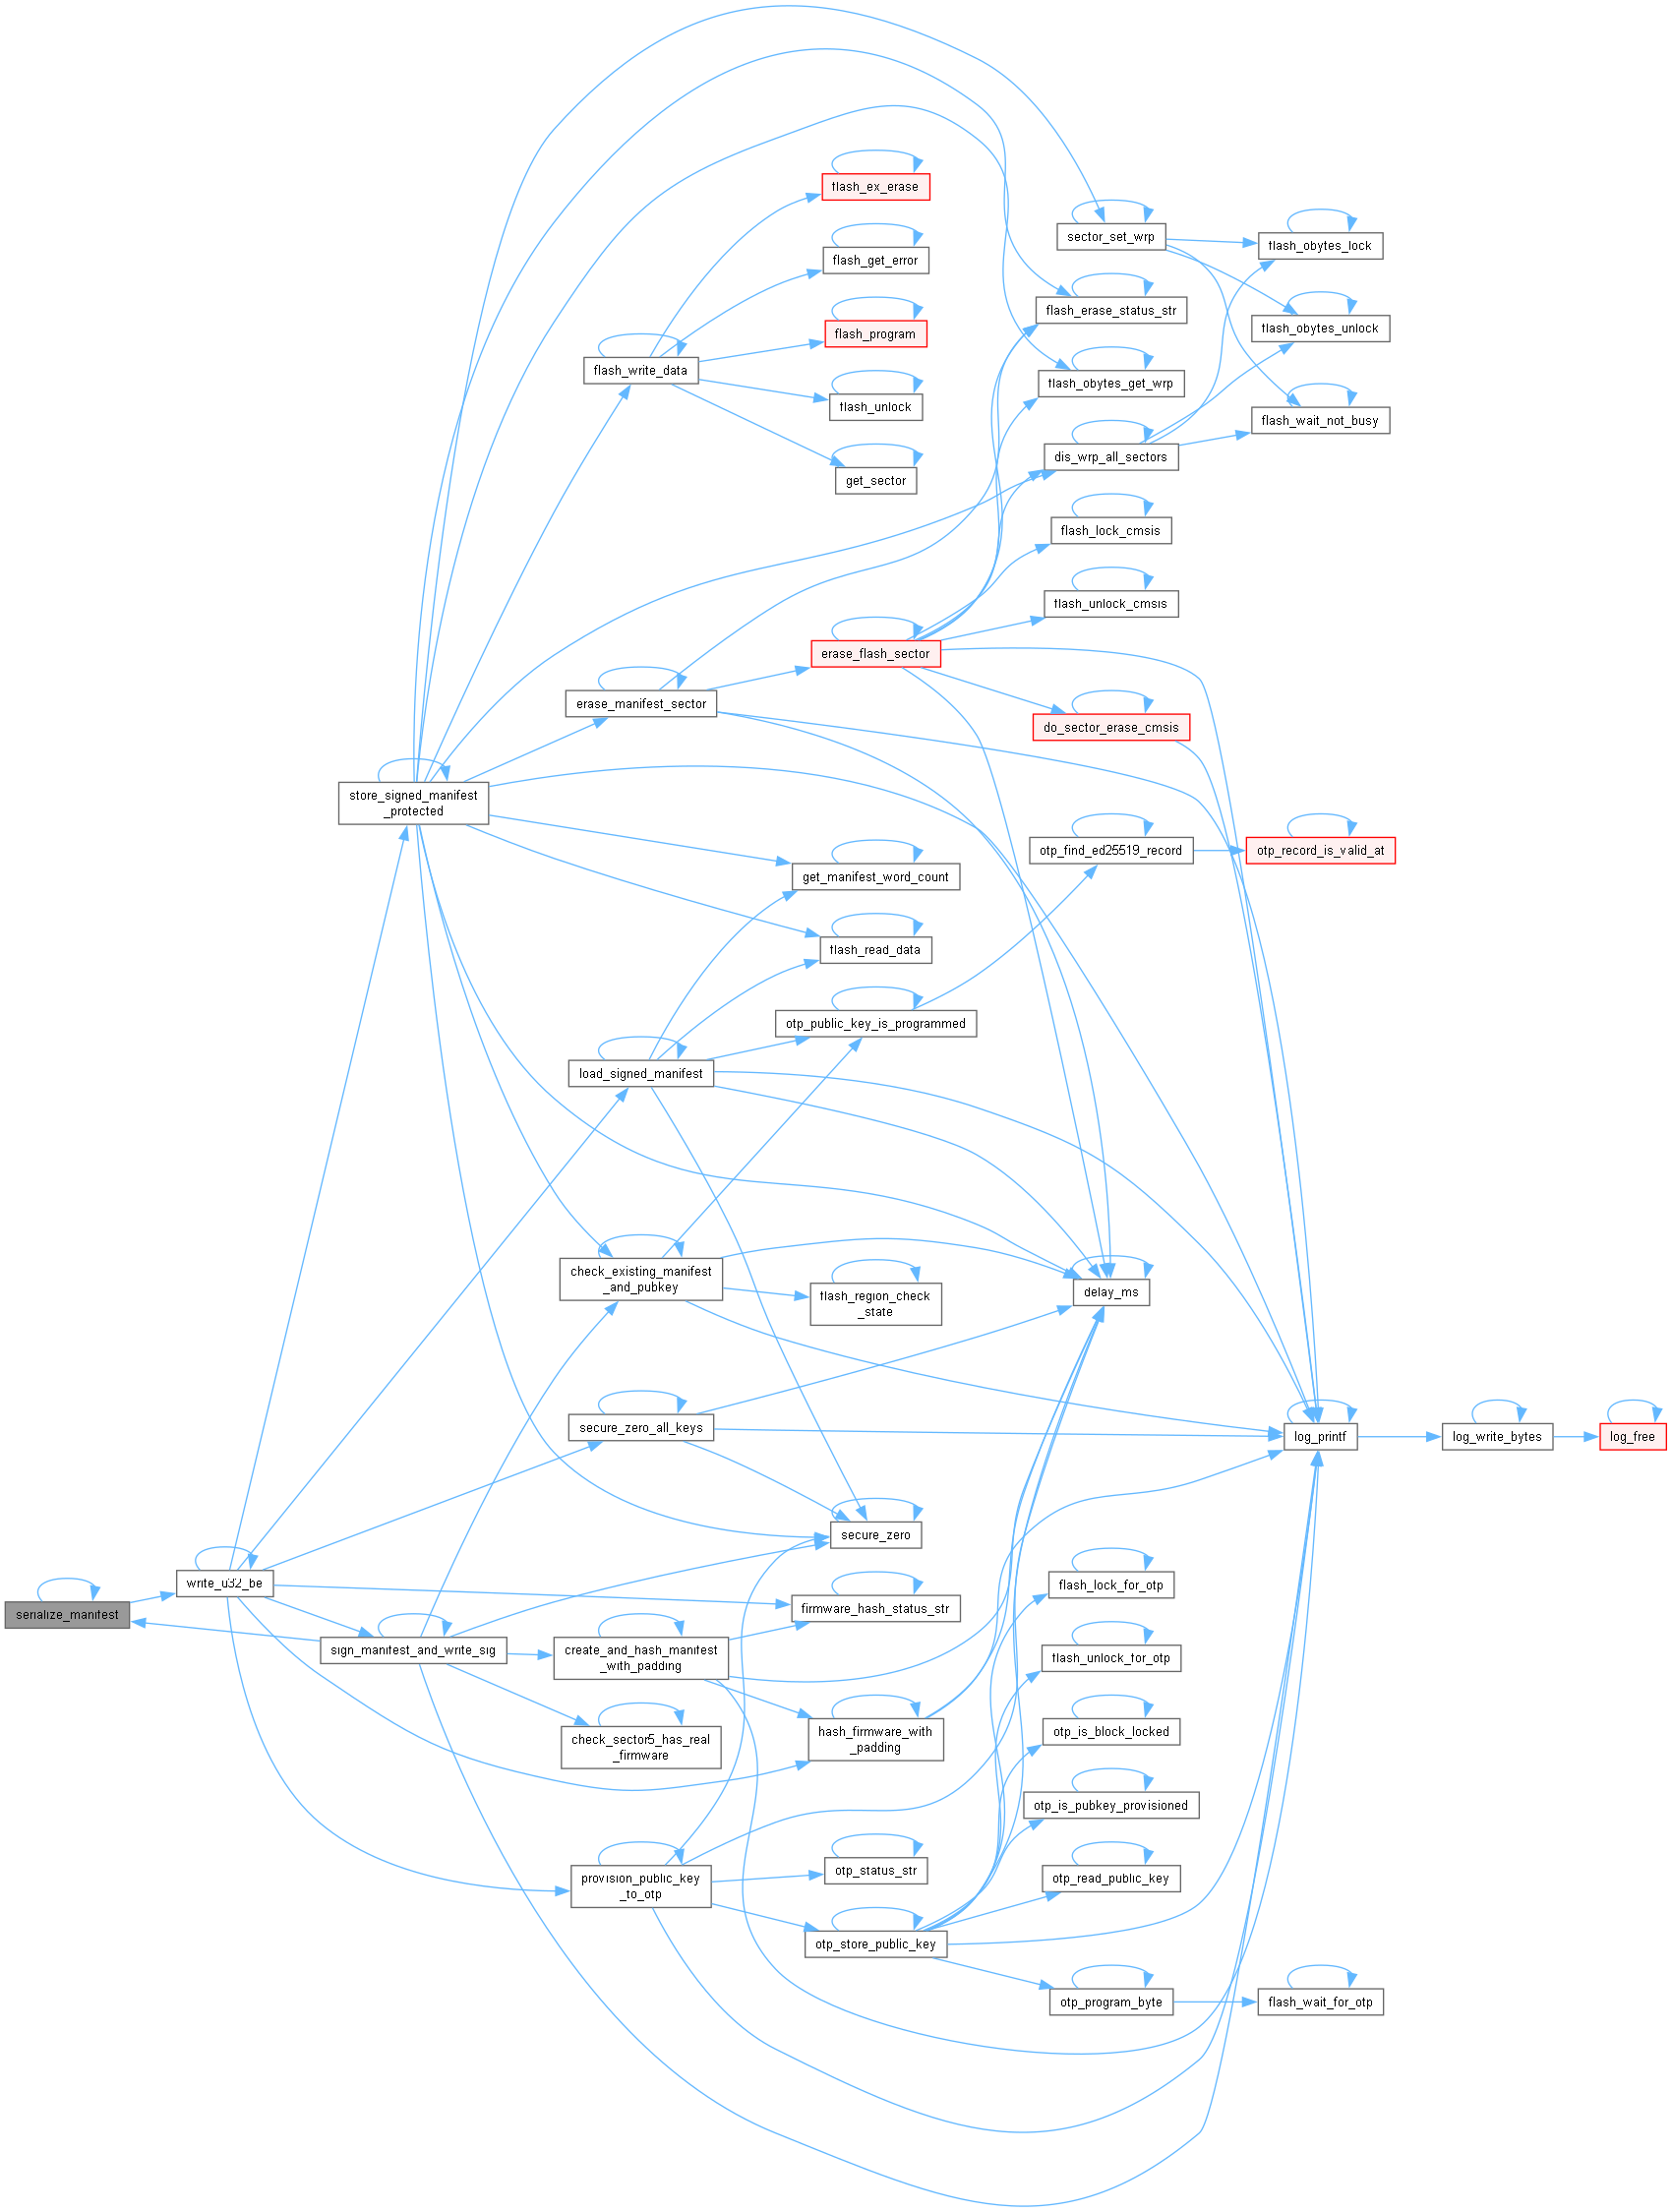 flash_ex_erase
sector_set_wrp
flash_obytes_lock
flash_get_error
flash_erase_status_str
flash_program
flash_obytes_unlock
flash_write_data
flash_obytes_get_wrp
flash_unlock
flash_wait_not_busy
dis_wrp_all_sectors
get_sector
flash_lock_cmsis
flash_unlock_cmsis
erase_flash_sector
erase_manifest_sector
do_sector_erase_cmsis
store_signed_manifest
_protected
otp_find_ed25519_record
otp_record_is_valid_at
get_manifest_word_count
flash_read_data
otp_public_key_is_programmed
load_signed_manifest
check_existing_manifest
_and_pubkey
flash_region_check
_state
delay_ms
secure_zero_all_keys
log_printf
log_write_bytes
log_free
secure_zero
write_u32_be
flash_lock_for_otp
serialize_manifest
firmware_hash_status_str
sign_manifest_and_write_sig
create_and_hash_manifest
_with_padding
flash_unlock_for_otp
check_sector5_has_real
_firmware
hash_firmware_with
_padding
otp_is_block_locked
otp_is_pubkey_provisioned
otp_status_str
otp_read_public_key
provision_public_key
_to_otp
otp_store_public_key
otp_program_byte
flash_wait_for_otp